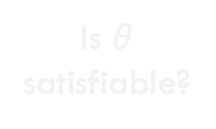 Is θ
satisfiable?